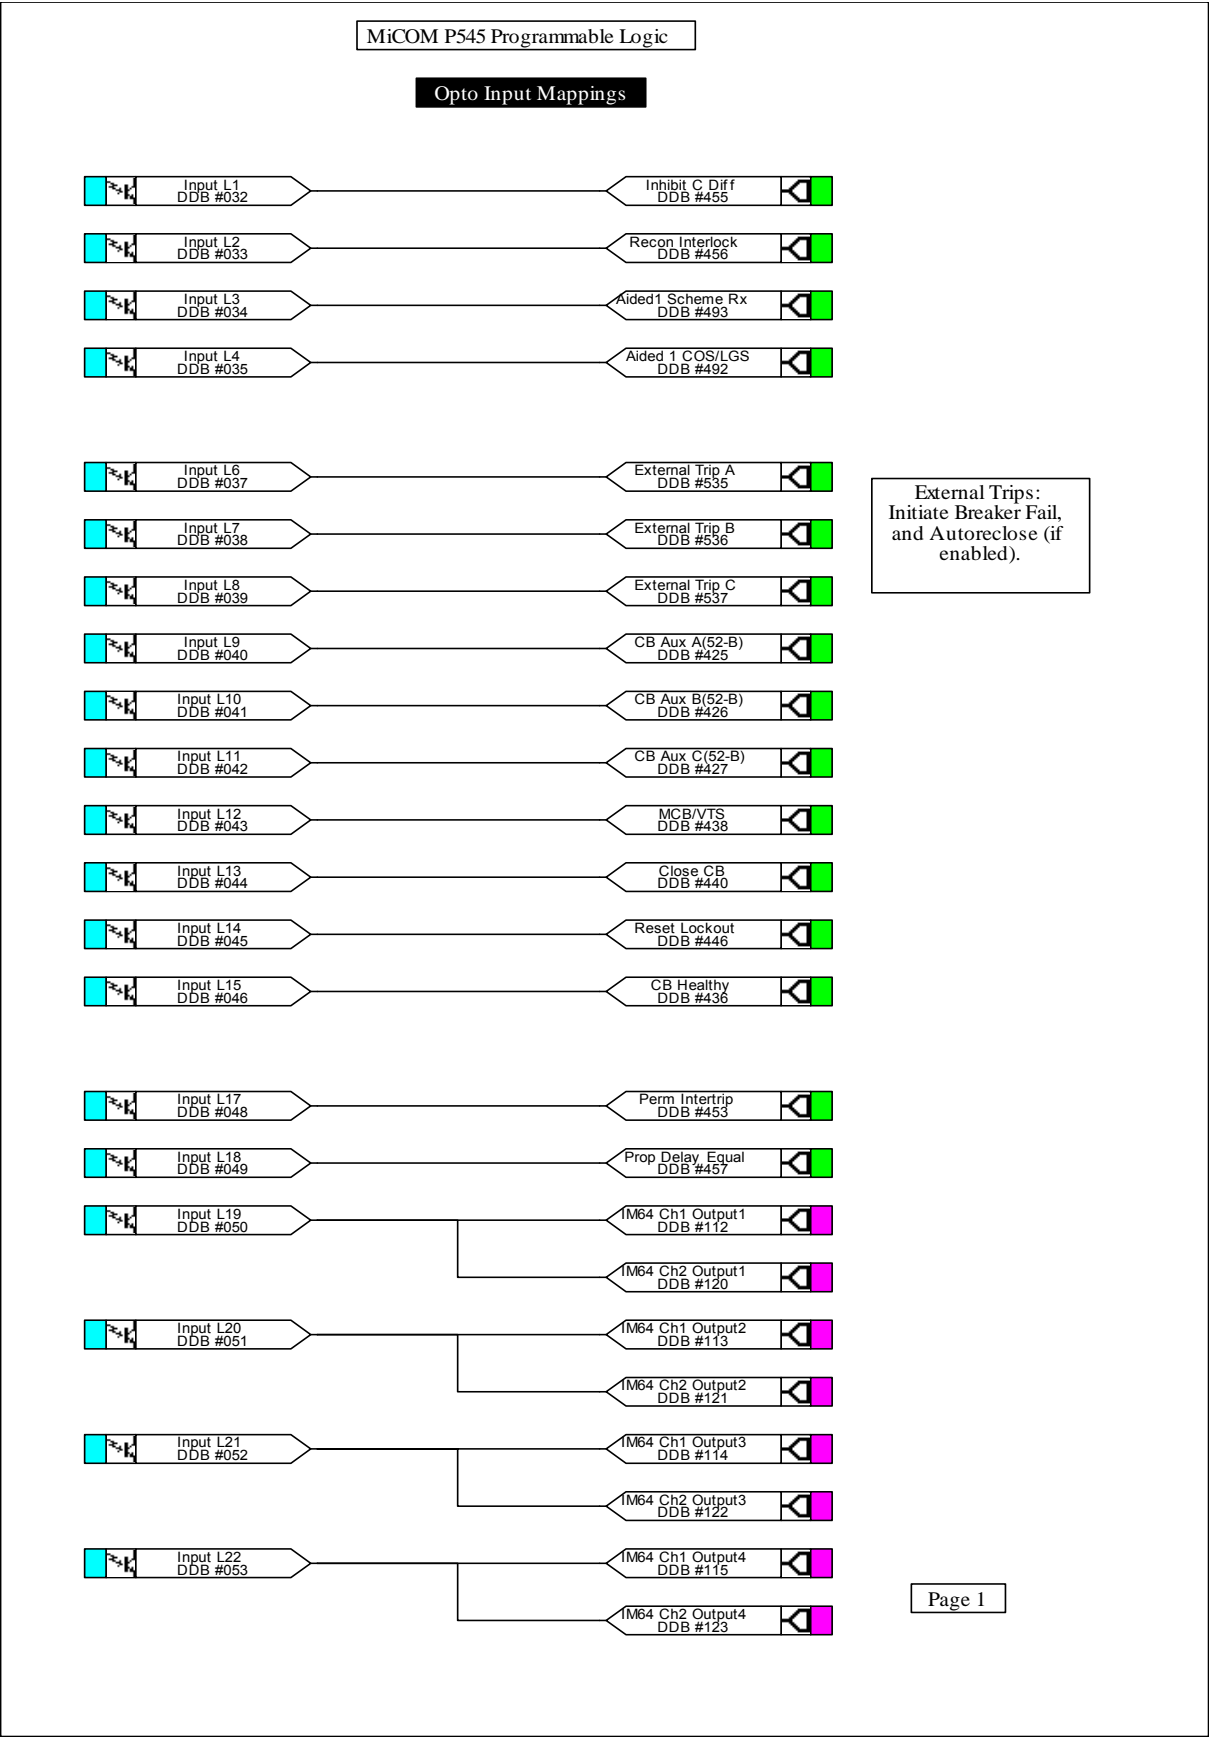 MiCOM P545 Programmable Logic
Opto Input Mappings
Input L1
DDB #032
Inhibit C Diff
DDB #455
Input L2
DDB #033
Recon Interlock
DDB #456
Input L3
DDB #034
Aided1 Scheme Rx
DDB #493
Input L4
DDB #035
Aided 1 COS/LGS
DDB #492
Input L6
DDB #037
External Trip A
DDB #535
External Trips:
Initiate Breaker Fail,
and Autoreclose (if
enabled).
Input L7
DDB #038
External Trip B
DDB #536
Input L8
DDB #039
External Trip C
DDB #537
Input L9
DDB #040
CB Aux A(52-B)
DDB #425
Input L10
DDB #041
CB Aux B(52-B)
DDB #426
Input L11
DDB #042
CB Aux C(52-B)
DDB #427
Input L12
DDB #043
MCB/VTS
DDB #438
Input L13
DDB #044
Close CB
DDB #440
Input L14
DDB #045
Reset Lockout
DDB #446
Input L15
DDB #046
CB Healthy
DDB #436
Input L17
DDB #048
Perm Intertrip
DDB #453
Input L18
DDB #049
Prop Delay Equal
DDB #457
Input L19
DDB #050
IM64 Ch1 Output1
DDB #112
IM64 Ch2 Output1
DDB #120
Input L20
DDB #051
IM64 Ch1 Output2
DDB #113
IM64 Ch2 Output2
DDB #121
Input L21
DDB #052
IM64 Ch1 Output3
DDB #114
IM64 Ch2 Output3
DDB #122
Input L22
DDB #053
IM64 Ch1 Output4
DDB #115
IM64 Ch2 Output4
DDB #123
Page 1